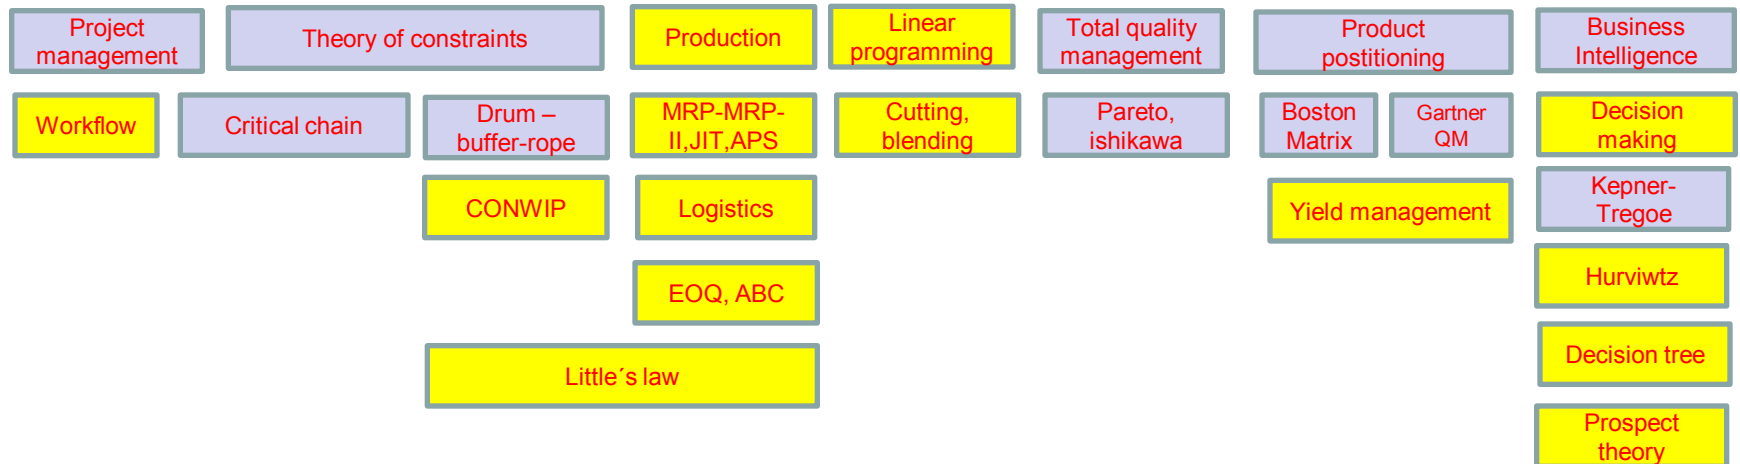 Project
management
Theory of constraints
Production
Linear
programming
Total quality
management
Product
postitioning
Business
Intelligence
Workflow
Critical chain
Drum –
buffer-rope
MRP-MRP-
II,JIT,APS
Cutting,
blending
Pareto,
ishikawa
Boston
Matrix
Gartner
QM
Decision
making
CONWIP
Logistics
Yield management
Kepner-
Tregoe
EOQ, ABC
Hurviwtz
Little´s law
Decision tree
Prospect
theory